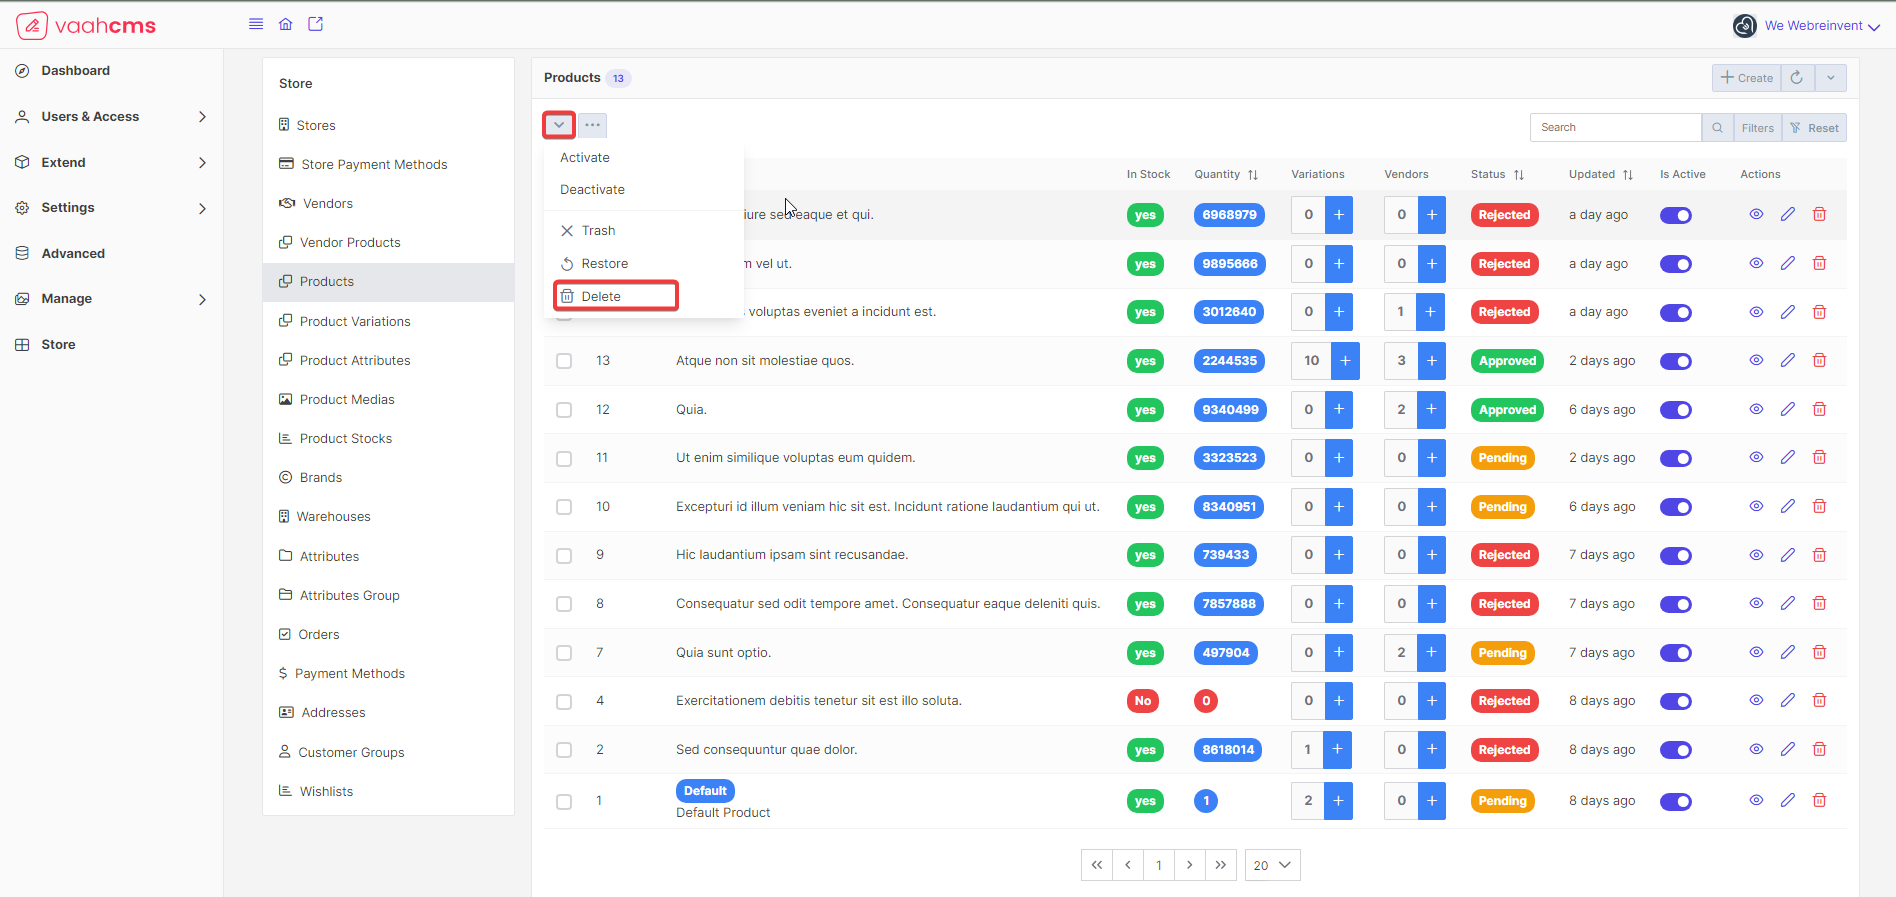 vaahcms
We Webreinvent
Dashboard
Users & Access
Extend
Settings
Advanced
Manage
Store
Store
Stores
Store Payment Methods
Vendors
Vendor Products
Products
Product Variations
Product Attributes
Product Medias
Product Stocks
Brands
Warehouses
Attributes
Attributes Group
Orders
$ Payment Methods
Addresses
Customer Groups
Wishlists
Products 13
+ Create
Search Filters Reset
Activate
Deactivate
Trash
Restore
Delete
In Stock Quantity Variations Vendors Status Updated Is Active Actions
eaque et qui. yes 6968979 0 + 0 + Rejected a day ago
vel ut. yes 9895666 0 + 0 + Rejected a day ago
voluptas eveniet a incidunt est. yes 3012640 0 + 1 + Rejected a day ago
13 Atque non sit molestiae quos. yes 2244535 10 + 3 + Approved 2 days ago
12 Quia. yes 9340499 0 + 2 + Approved 6 days ago
11 Ut enim similique voluptas eum quidem. yes 3323523 0 + 0 + Pending 2 days ago
10 Excepturi id illum veniam hic sit est. Incidunt ratione laudantium qui ut. yes 8340951 0 + 0 + Pending 6 days ago
9 Hic laudantium ipsam sint recusandae. yes 739433 0 + 0 + Rejected 7 days ago
8 Consequatur sed odit tempore amet. Consequatur eaque deleniti quis. yes 7857888 0 + 0 + Rejected 7 days ago
7 Quia sunt optio. yes 497904 0 + 2 + Pending 7 days ago
4 Exercitationem debitis tenetur sit est illo soluta. No 0 0 + 0 + Rejected 8 days ago
2 Sed consequuntur quae dolor. yes 8618014 1 + 0 + Rejected 8 days ago
Default
1 Default Product yes 1 2 + 0 + Pending 8 days ago
1 20